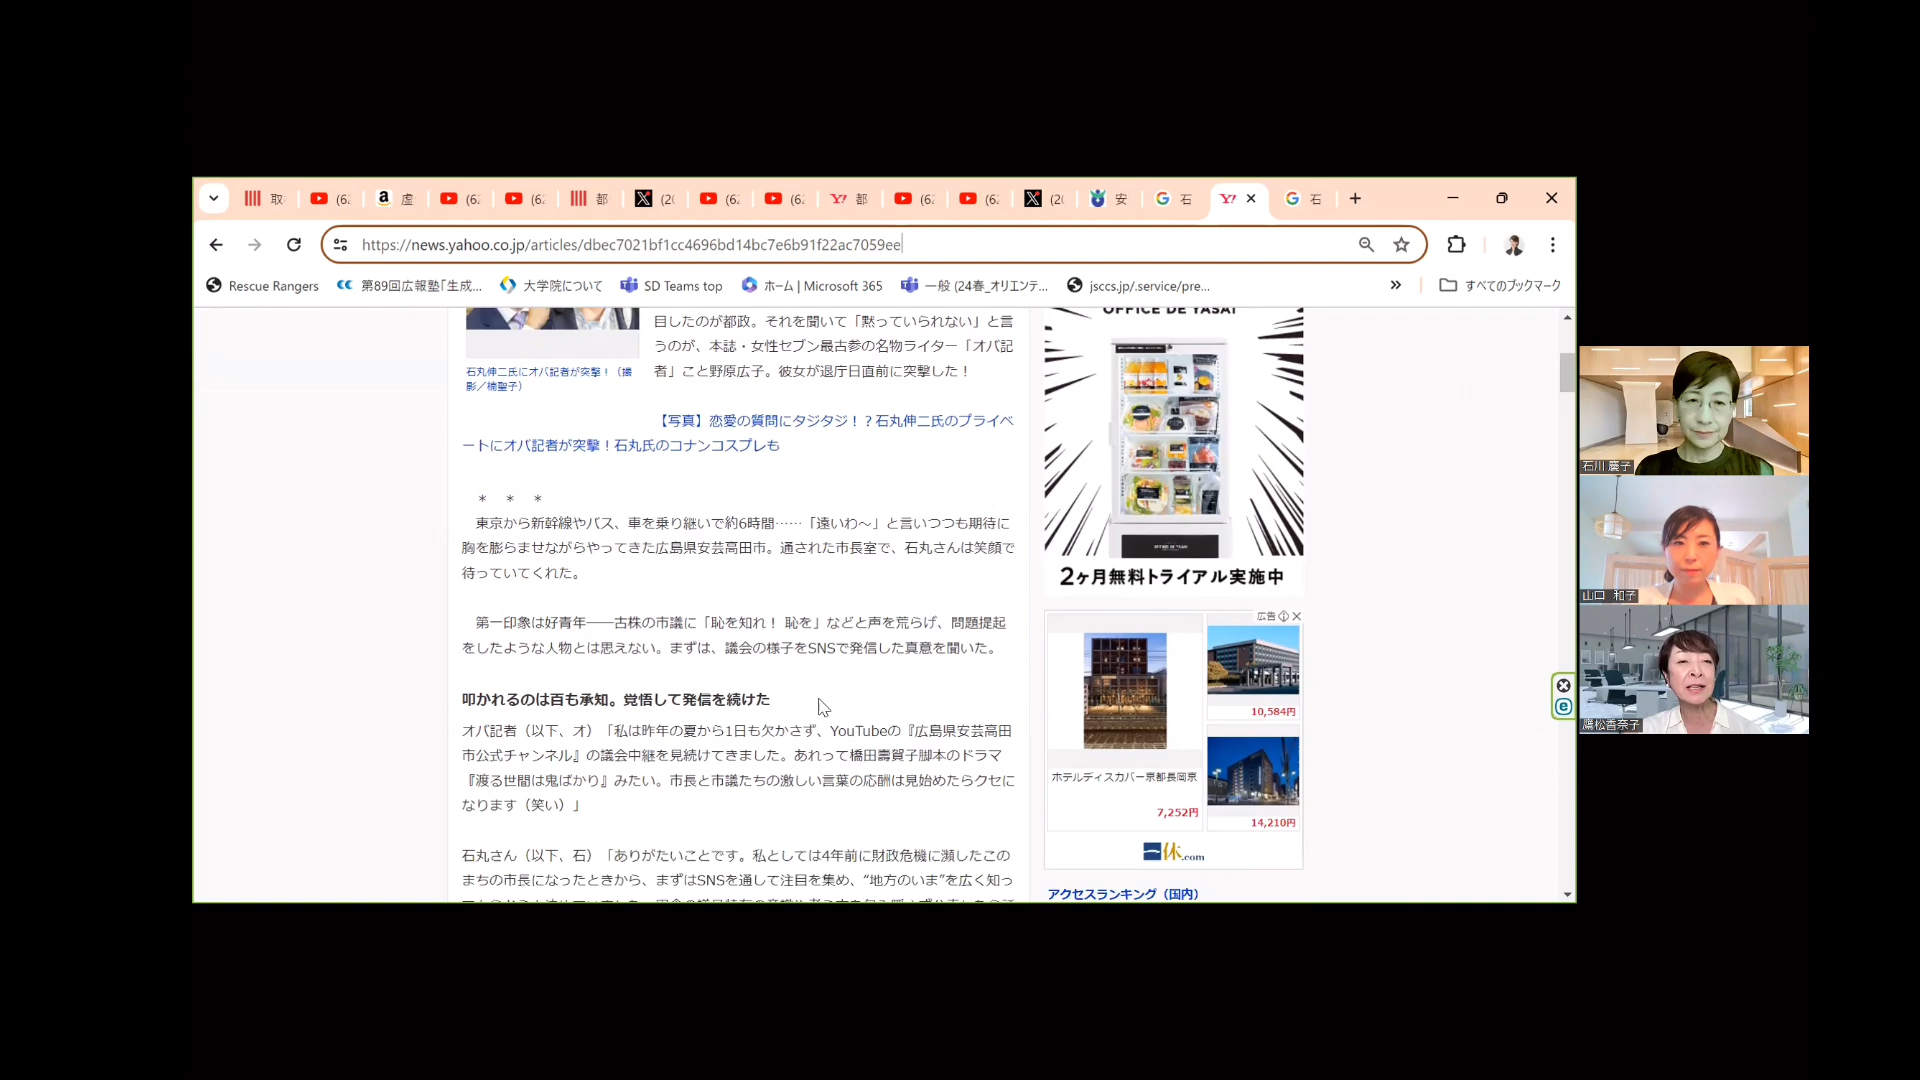 取
(6
虚
(6
(6
都
(2
(6
(6
都
(6
(6
(2
安
石
石
https://news.yahoo.co.jp/articles/dbec7021bf1cc4696bd14bc7e6b91f22ac7059ee
Rescue Rangers
第89回広報塾「生成...
大学院について
SD Teams top
ホーム | Microsoft 365
一般 (24春_オリエンテ...
jsccs.jp/.service/pre...
すべてのブックマーク
目したのが都政。それを聞いて「黙っていられない」と言
うのが、本誌・女性セブン最古参の名物ライター「オバ記
者」こと野原広子。彼女が退庁日直前に突撃した！
石丸伸二氏にオバ記者が突撃！（撮
影／楠聖子）
【写真】恋愛の質問にタジタジ！？石丸伸二氏のプライベ
ートにオバ記者が突撃！石丸氏のコナンコスプレも
＊　＊　＊
東京から新幹線やバス、車を乗り継いで約6時間……「遠いわ～」と言いつつも期待に
胸を膨らませながらやってきた広島県安芸高田市。通された市長室で、石丸さんは笑顔で
待っていてくれた。
第一印象は好青年――古株の市議に「恥を知れ！ 恥を」などと声を荒らげ、問題提起
をしたような人物とは思えない。まずは、議会の様子をSNSで発信した真意を聞いた。
叩かれるのは百も承知。覚悟して発信を続けた
オバ記者（以下、オ）「私は昨年の夏から1日も欠かさず、YouTubeの『広島県安芸高田
市公式チャンネル』の議会中継を見続けてきました。あれって橋田壽賀子脚本のドラマ
『渡る世間は鬼ばかり』みたい。市長と市議たちの激しい言葉の応酬は見始めたらクセに
なります（笑い）」
石丸さん（以下、石）「ありがたいことです。私としては4年前に財政危機に瀕したこの
まちの市長になったときから、まずはSNSを通して注目を集め、“地方のいま”を広く知っ
OFFICE DE YASAI
2ヶ月無料トライアル実施中
広告
10,584円
ホテルディスカバー京都長岡京
7,252円
14,210円
一休.com
アクセスランキング（国内）
石川 慶子
山口 和子
鷹松香奈子